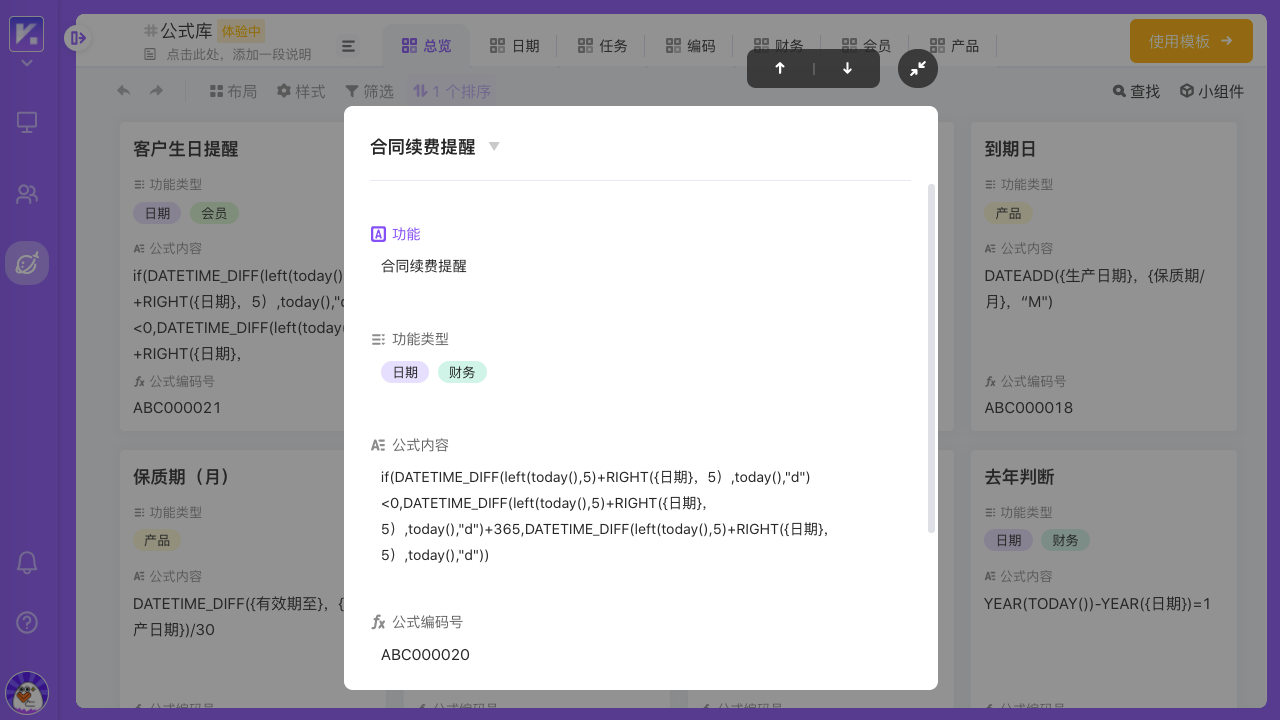 公式库 体验中
点击此处，添加一段说明
总览
日期
任务
编码
财务
会员
产品
使用模板
布局
样式
筛选
1 个排序
查找
小组件
客户生日提醒
功能类型
日期 会员
公式内容
if(DATETIME_DIFF(left(today()
+RIGHT({日期}，5）,today(),"d
<0,DATETIME_DIFF(left(today
+RIGHT({日期}，
公式编码号
ABC000021
保质期（月）
功能类型
产品
公式内容
DATETIME_DIFF({有效期至}，{
产日期})/30
公式编码号
合同续费提醒
功能
合同续费提醒
功能类型
日期 财务
公式内容
if(DATETIME_DIFF(left(today(),5)+RIGHT({日期}，5）,today(),"d")
<0,DATETIME_DIFF(left(today(),5)+RIGHT({日期}，
5）,today(),"d")+365,DATETIME_DIFF(left(today(),5)+RIGHT({日期}，
5）,today(),"d"))
公式编码号
ABC000020
公式编码号
公式编码号
到期日
功能类型
产品
公式内容
DATEADD({生产日期}，{保质期/
月}，“M")
公式编码号
ABC000018
去年判断
功能类型
日期 财务
公式内容
YEAR(TODAY())-YEAR({日期})=1
公式编码号